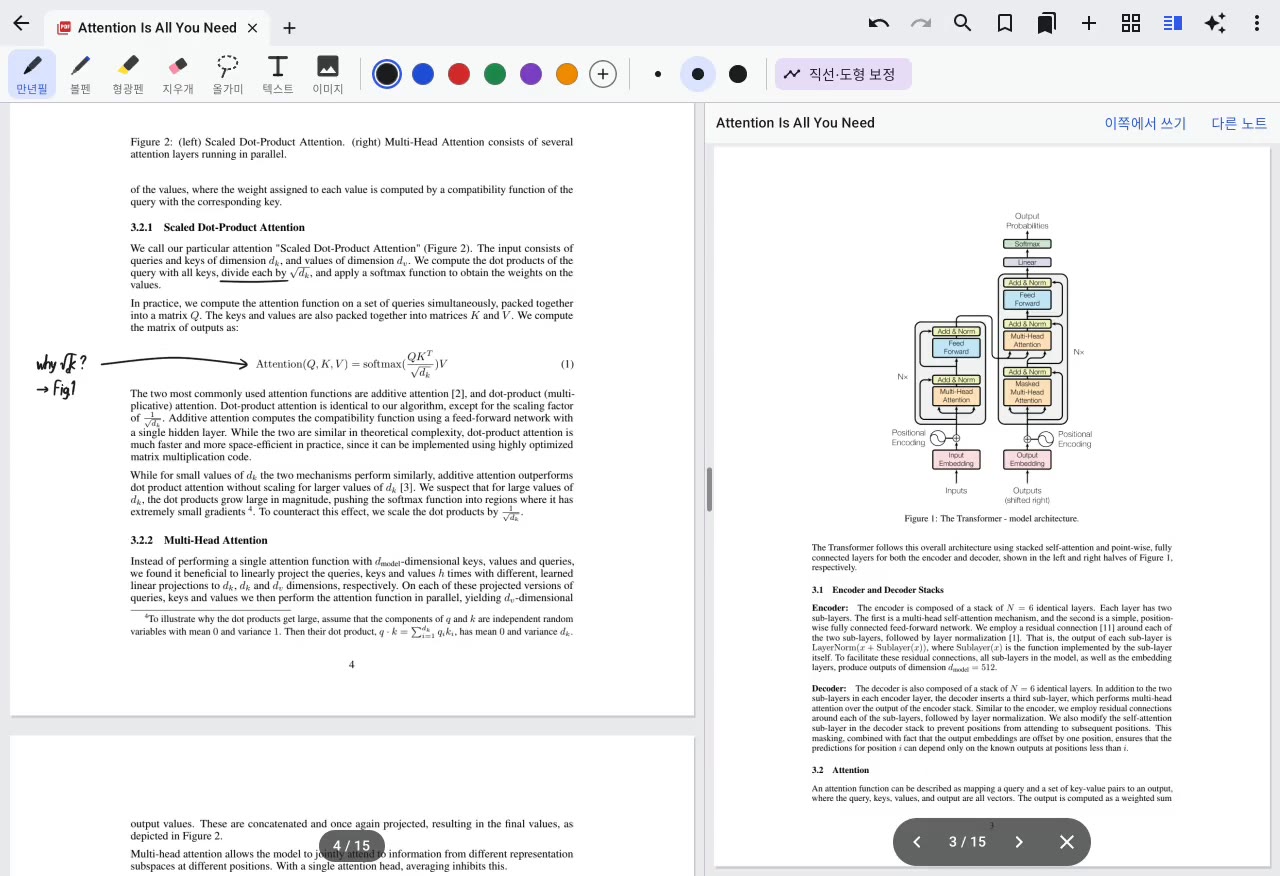 Attention Is All You Need
만년필
볼펜
형광펜
지우개
올가미
텍스트
이미지
직선·도형 보정
Figure 2: (left) Scaled Dot-Product Attention. (right) Multi-Head Attention consists of several
attention layers running in parallel.
of the values, where the weight assigned to each value is computed by a compatibility function of the
query with the corresponding key.
3.2.1 Scaled Dot-Product Attention
We call our particular attention "Scaled Dot-Product Attention" (Figure 2). The input consists of
queries and keys of dimension dₖ, and values of dimension dᵥ. We compute the dot products of the
query with all keys, divide each by √dₖ, and apply a softmax function to obtain the weights on the
values.
In practice, we compute the attention function on a set of queries simultaneously, packed together
into a matrix Q. The keys and values are also packed together into matrices K and V. We compute
the matrix of outputs as:
why √dk?
→ Fig1
Attention(Q, K, V) = softmax(QKᵀ/√dₖ)V (1)
The two most commonly used attention functions are additive attention [2], and dot-product (multi-
plicative) attention. Dot-product attention is identical to our algorithm, except for the scaling factor
of 1/√dₖ. Additive attention computes the compatibility function using a feed-forward network with
a single hidden layer. While the two are similar in theoretical complexity, dot-product attention is
much faster and more space-efficient in practice, since it can be implemented using highly optimized
matrix multiplication code.
While for small values of dₖ the two mechanisms perform similarly, additive attention outperforms
dot product attention without scaling for larger values of dₖ [3]. We suspect that for large values of
dₖ, the dot products grow large in magnitude, pushing the softmax function into regions where it has
extremely small gradients ⁴. To counteract this effect, we scale the dot products by 1/√dₖ.
3.2.2 Multi-Head Attention
Instead of performing a single attention function with d_model-dimensional keys, values and queries,
we found it beneficial to linearly project the queries, keys and values h times with different, learned
linear projections to dₖ, dₖ and dᵥ dimensions, respectively. On each of these projected versions of
queries, keys and values we then perform the attention function in parallel, yielding dᵥ-dimensional
⁴To illustrate why the dot products get large, assume that the components of q and k are independent random
variables with mean 0 and variance 1. Then their dot product, q · k = ∑ᵢ₌₁^dₖ qᵢkᵢ, has mean 0 and variance dₖ.
4
output values. These are concatenated and once again projected, resulting in the final values, as
depicted in Figure 2.
Multi-head attention allows the model to jointly attend to information from different representation
subspaces at different positions. With a single attention head, averaging inhibits this.
4 / 15
Attention Is All You Need
이쪽에서 쓰기
다른 노트
Output
Probabilities
Softmax
Linear
Add & Norm
Feed
Forward
Add & Norm
Multi-Head
Attention
Add & Norm
Masked
Multi-Head
Attention
Nx
Add & Norm
Feed
Forward
Add & Norm
Multi-Head
Attention
Nx
Positional
Encoding
Positional
Encoding
Input
Embedding
Output
Embedding
Inputs
Outputs
(shifted right)
Figure 1: The Transformer - model architecture.
The Transformer follows this overall architecture using stacked self-attention and point-wise, fully
connected layers for both the encoder and decoder, shown in the left and right halves of Figure 1,
respectively.
3.1 Encoder and Decoder Stacks
Encoder: The encoder is composed of a stack of N = 6 identical layers. Each layer has two
sub-layers. The first is a multi-head self-attention mechanism, and the second is a simple, position-
wise fully connected feed-forward network. We employ a residual connection [11] around each of
the two sub-layers, followed by layer normalization [1]. That is, the output of each sub-layer is
LayerNorm(x + Sublayer(x)), where Sublayer(x) is the function implemented by the sub-layer
itself. To facilitate these residual connections, all sub-layers in the model, as well as the embedding
layers, produce outputs of dimension d_model = 512.
Decoder: The decoder is also composed of a stack of N = 6 identical layers. In addition to the two
sub-layers in each encoder layer, the decoder inserts a third sub-layer, which performs multi-head
attention over the output of the encoder stack. Similar to the encoder, we employ residual connections
around each of the sub-layers, followed by layer normalization. We also modify the self-attention
sub-layer in the decoder stack to prevent positions from attending to subsequent positions. This
masking, combined with fact that the output embeddings are offset by one position, ensures that the
predictions for position i can depend only on the known outputs at positions less than i.
3.2 Attention
An attention function can be described as mapping a query and a set of key-value pairs to an output,
where the query, keys, values, and output are all vectors. The output is computed as a weighted sum
3
3 / 15